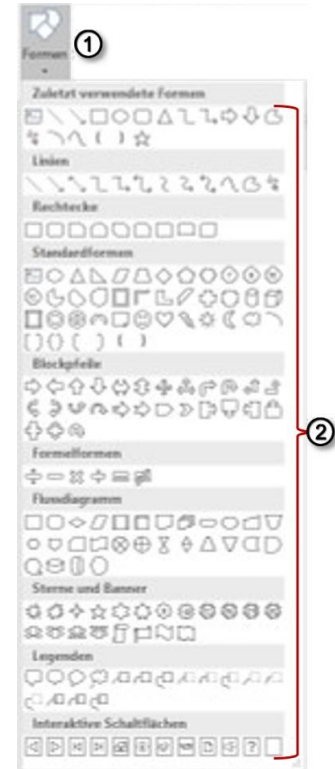 Formen
①
Zuletzt verwendete Formen
Linien
Rechtecke
Standardformen
Blockpfeile
②
Formelformen
Flussdiagramm
Sterne und Banner
Legenden
Interaktive Schaltflächen